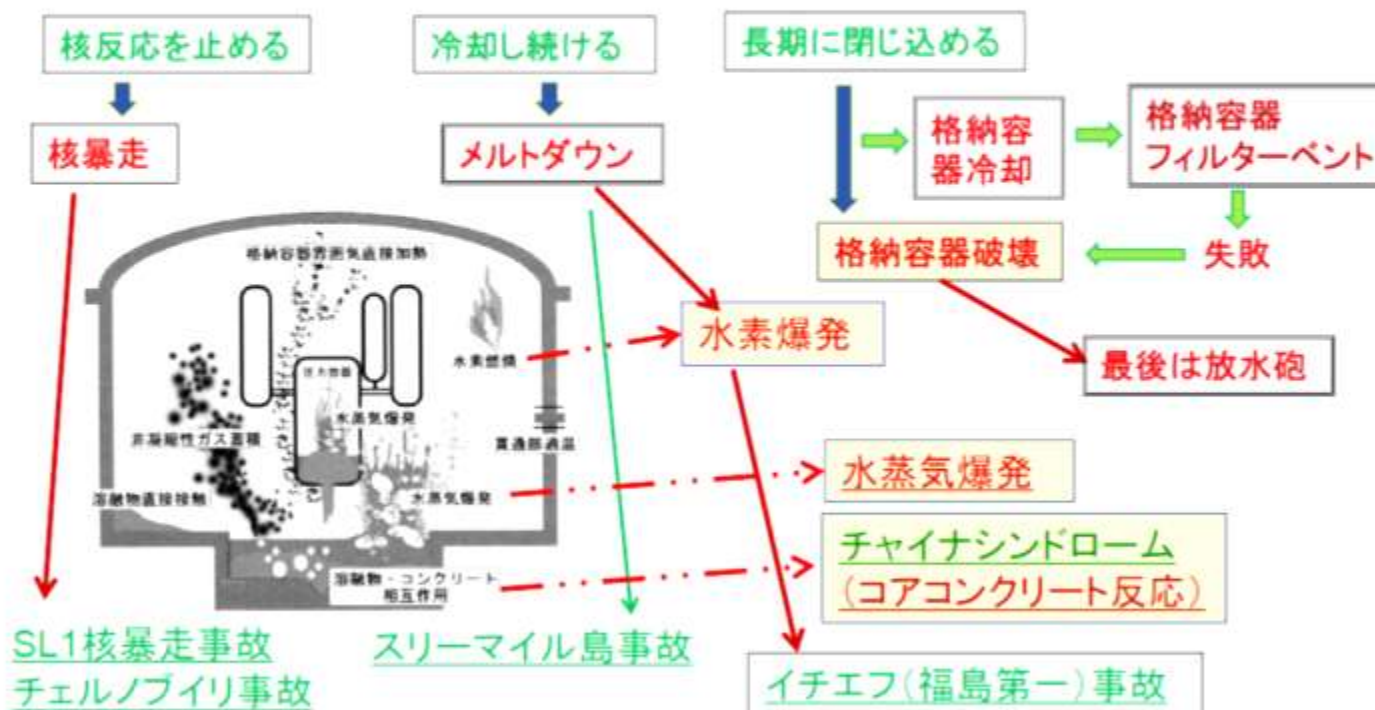 核反応を止める
冷却し続ける
長期に閉じ込める
核暴走
メルトダウン
格納容
器冷却
格納容器
フィルターベント
格納容器破壊
失敗
最後は放水砲
格納容器雰囲気直接加熱
水素燃焼
水素爆発
圧力容器
水蒸気爆発
非凝縮性ガス蓄積
貫通部過温
溶融物直接接触
水蒸気爆発
水蒸気爆発
溶融物・コンクリート
相互作用
チャイナシンドローム
(コアコンクリート反応)
SL1核暴走事故
チェルノブイリ事故
スリーマイル島事故
イチエフ(福島第一)事故